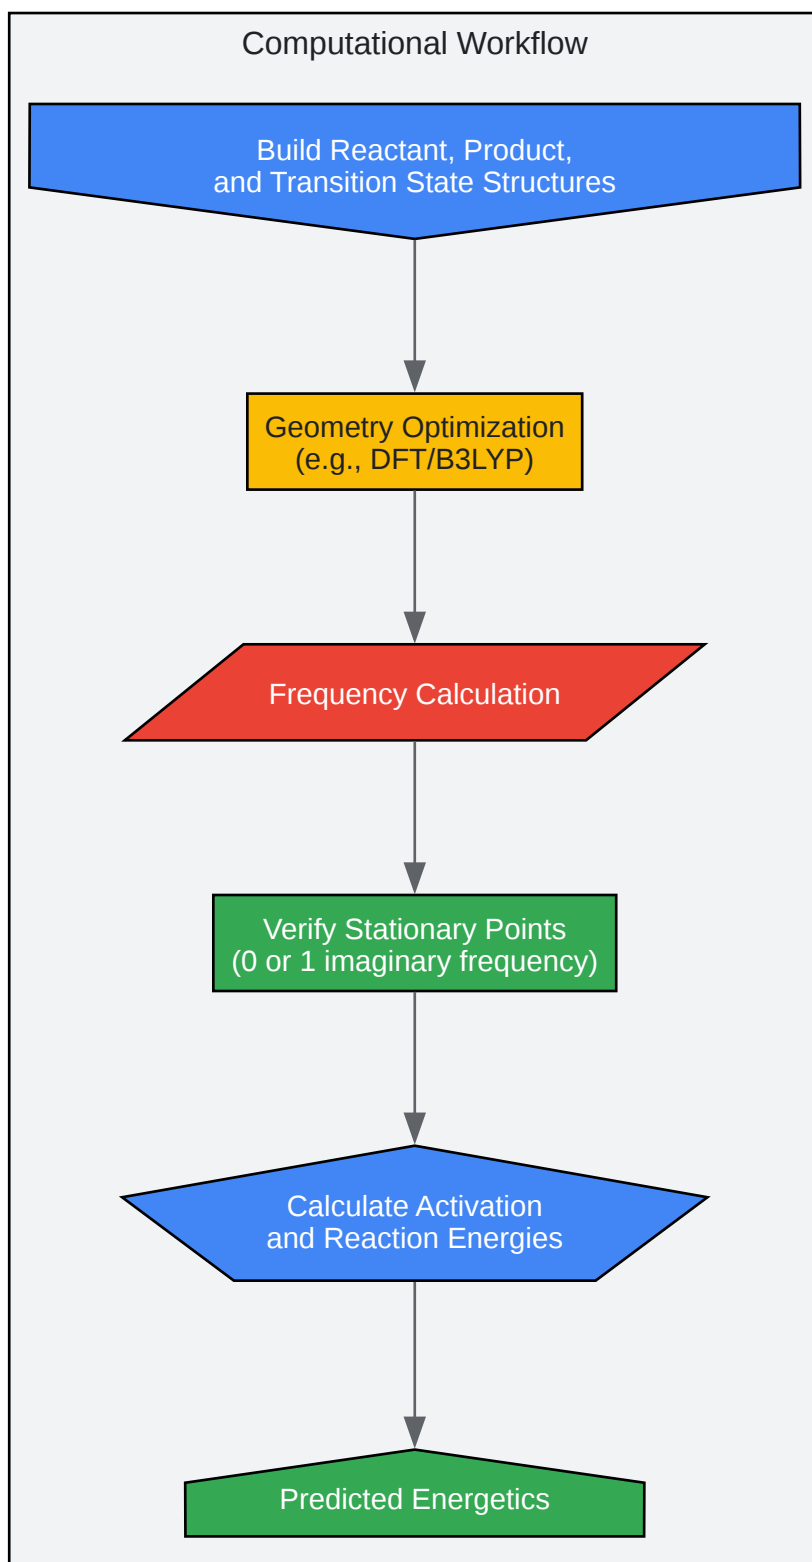 Computational Workflow
Build Reactant, Product,
and Transition State Structures
Geometry Optimization
(e.g., DFT/B3LYP)
Frequency Calculation
Verify Stationary Points
(0 or 1 imaginary frequency)
Calculate Activation
and Reaction Energies
Predicted Energetics